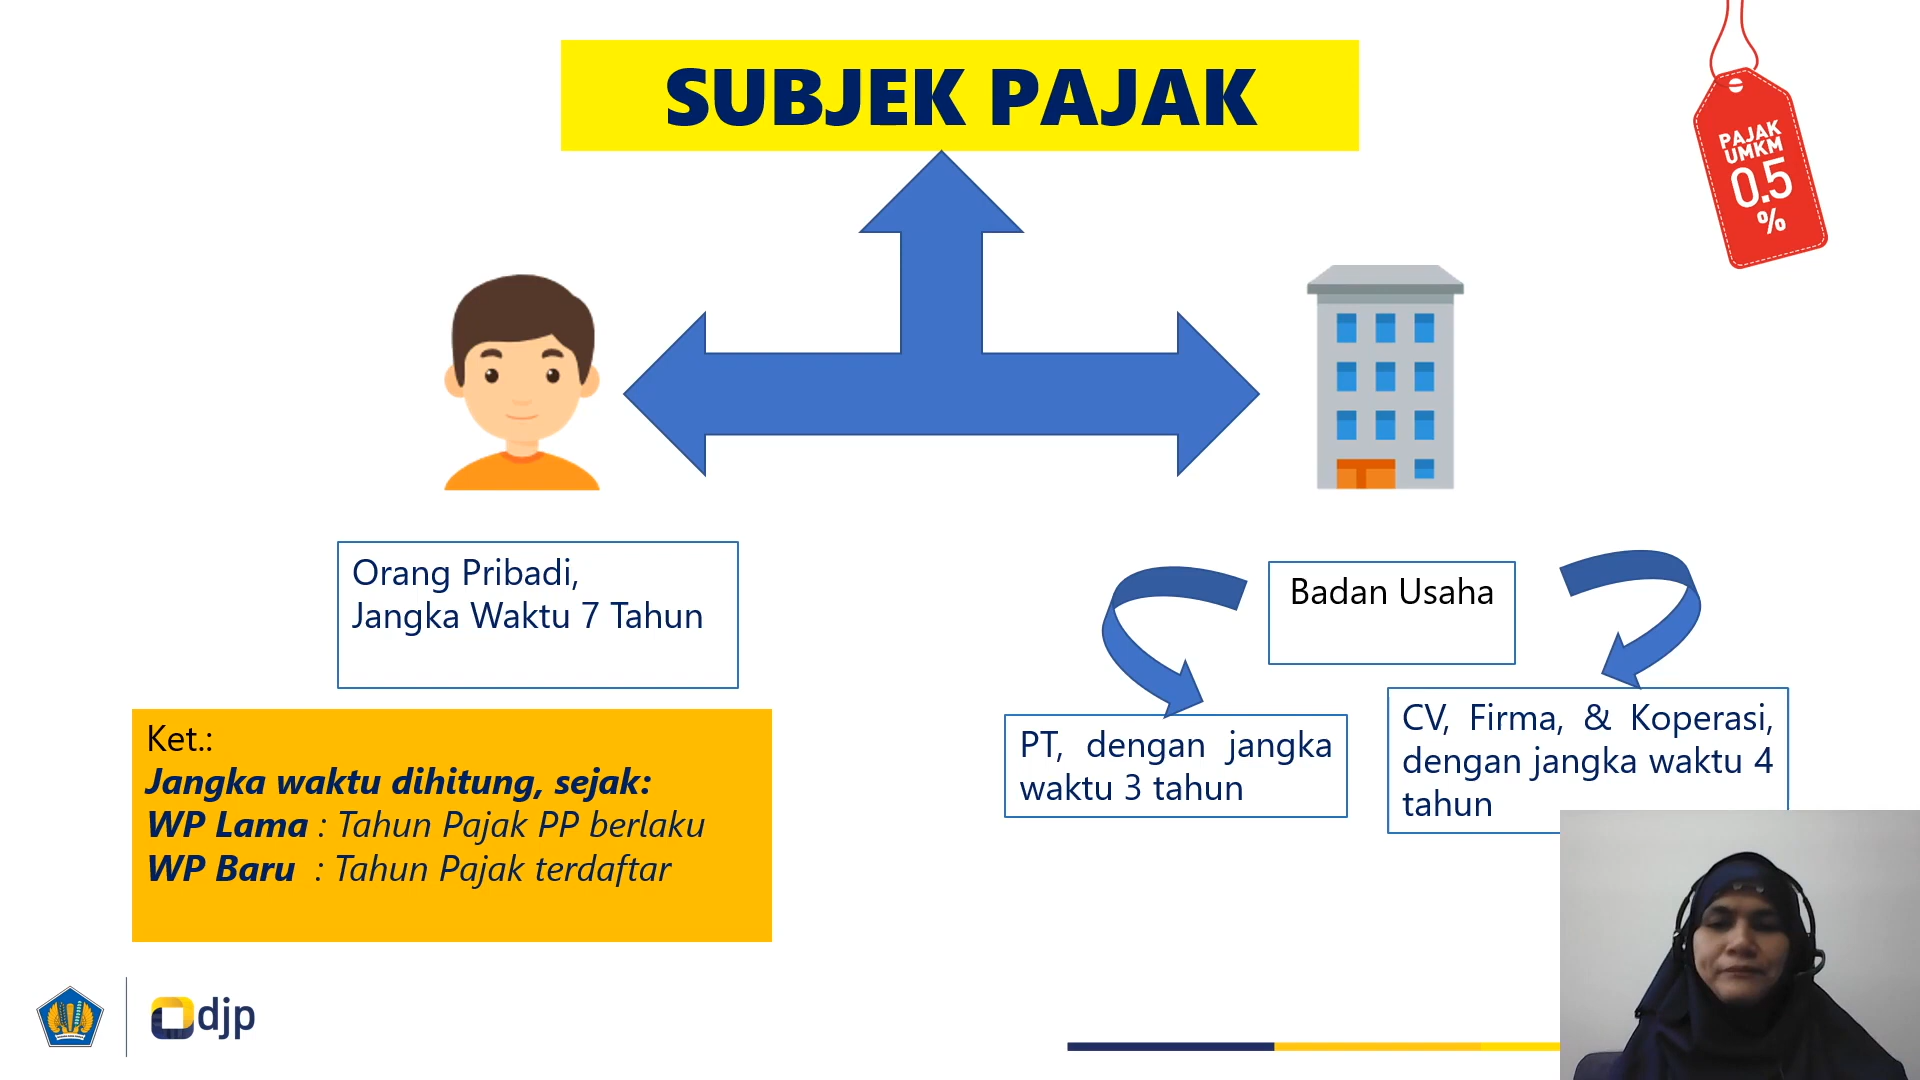 SUBJEK PAJAK
PAJAK
UMKM
0.5
%
Orang Pribadi,
Jangka Waktu 7 Tahun
Badan Usaha
PT, dengan jangka
waktu 3 tahun
CV, Firma, & Koperasi,
dengan jangka waktu 4
tahun
Ket.:
Jangka waktu dihitung, sejak:
WP Lama : Tahun Pajak PP berlaku
WP Baru : Tahun Pajak terdaftar
djp